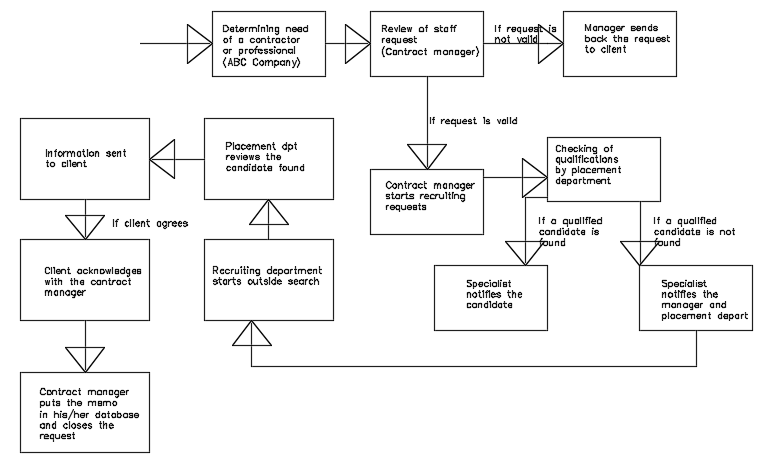 Determining need
of a contractor
or professional
(ABC Company)
Review of staff
request
(Contract manager)
If request is
not valid
Manager sends
back the request
to client
If request is valid
Information sent
to client
Placement dpt
reviews the
candidate found
Contract manager
starts recruiting
requests
Checking of
qualifications
by placement
department
If client agrees
If a qualified
candidate is
found
If a qualified
candidate is not
found
Client acknowledges
with the contract
manager
Recruiting department
starts outside search
Specialist
notifies the
candidate
Specialist
notifies the
manager and
placement depart
Contract manager
puts the memo
in his/her database
and closes the
request